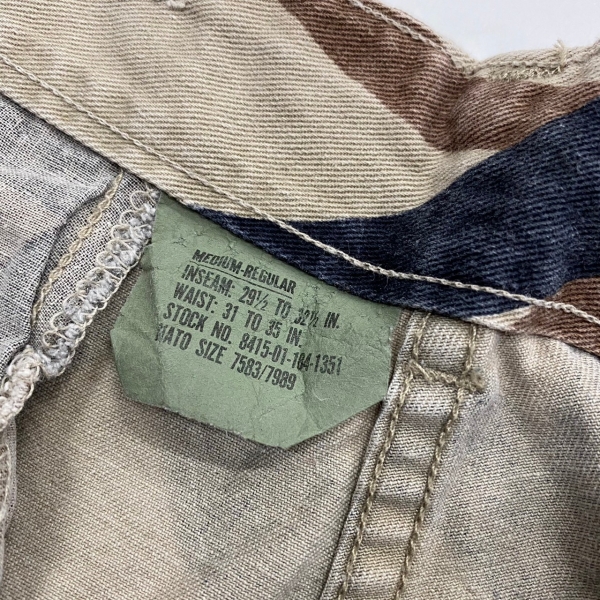 MEDIUM-REGULAR
INSEAM: 29½ TO 32½ IN.
WAIST: 31 TO 35 IN.
STOCK NO. 8415-01-184-1351
NATO SIZE 7583/7989